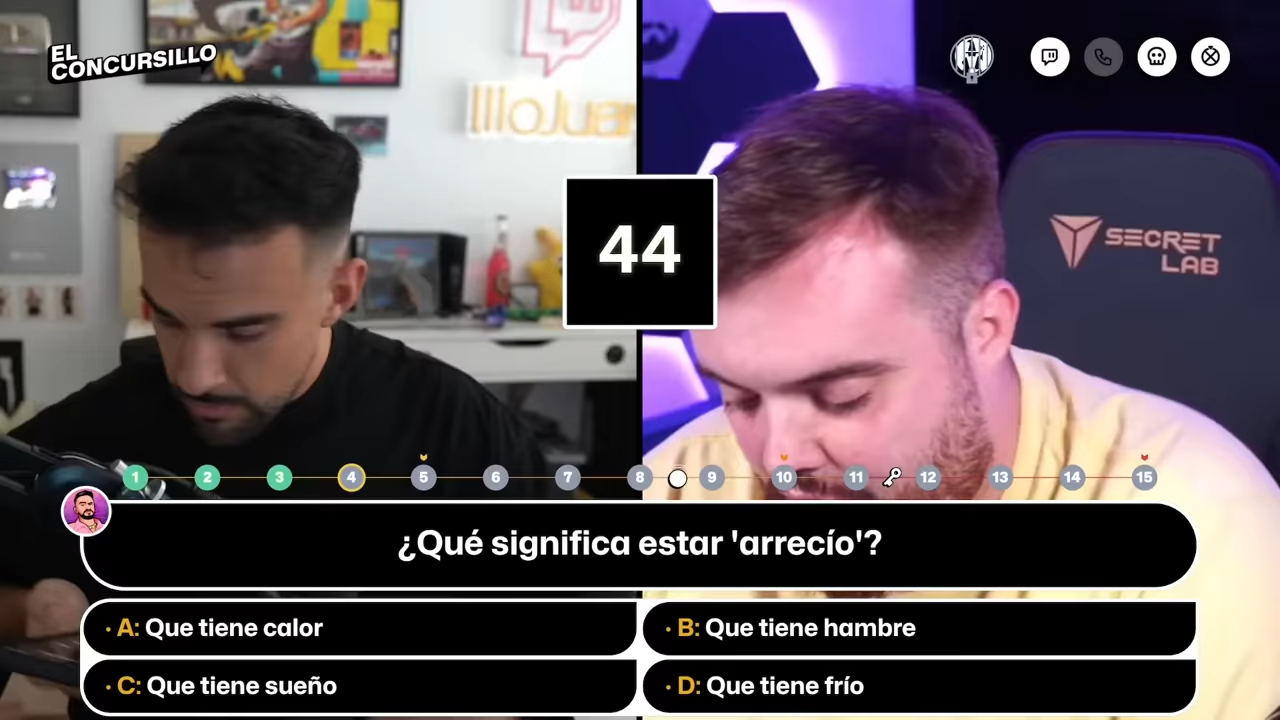 EL
CONCURSILLO
IlloJuan
SECRET
LAB
44
1 2 3 4 5 6 7 8 9 10 11 12 13 14 15
¿Qué significa estar 'arrecío'?
· A: Que tiene calor
· B: Que tiene hambre
· C: Que tiene sueño
· D: Que tiene frío